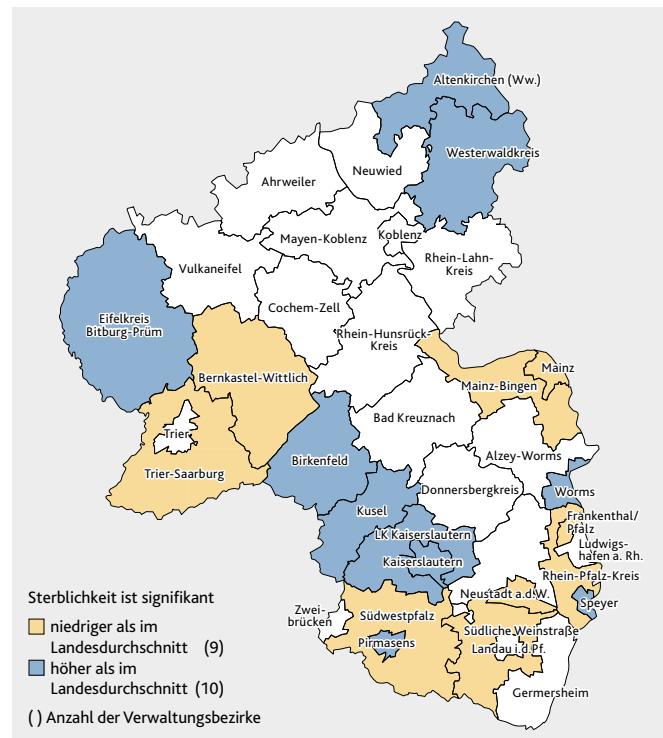 Altenkirchen (Ww.)
Westerwaldkreis
Neuwied
Ahrweiler
Mayen-Koblenz
Koblenz
Rhein-Lahn-
Kreis
Vulkaneifel
Cochem-Zell
Eifelkreis
Bitburg-Prüm
Rhein-Hunsrück-
Kreis
Bernkastel-Wittlich
Mainz
Mainz-Bingen
Bad Kreuznach
Trier
Alzey-Worms
Birkenfeld
Trier-Saarburg
Donnersbergkreis
Worms
Kusel
Frankenthal/
Pfalz
LK Kaiserslautern
Ludwigs-
hafen a. Rh.
Kaiserslautern
Rhein-Pfalz-Kreis
Neustadt a.d.W.
Speyer
Zwei-
brücken
Südwestpfalz
Südliche Weinstraße
Pirmasens
Landau i.d.Pf.
Germersheim
Sterblichkeit ist signifikant
niedriger als im
Landesdurchschnitt (9)
höher als im
Landesdurchschnitt (10)
( ) Anzahl der Verwaltungsbezirke